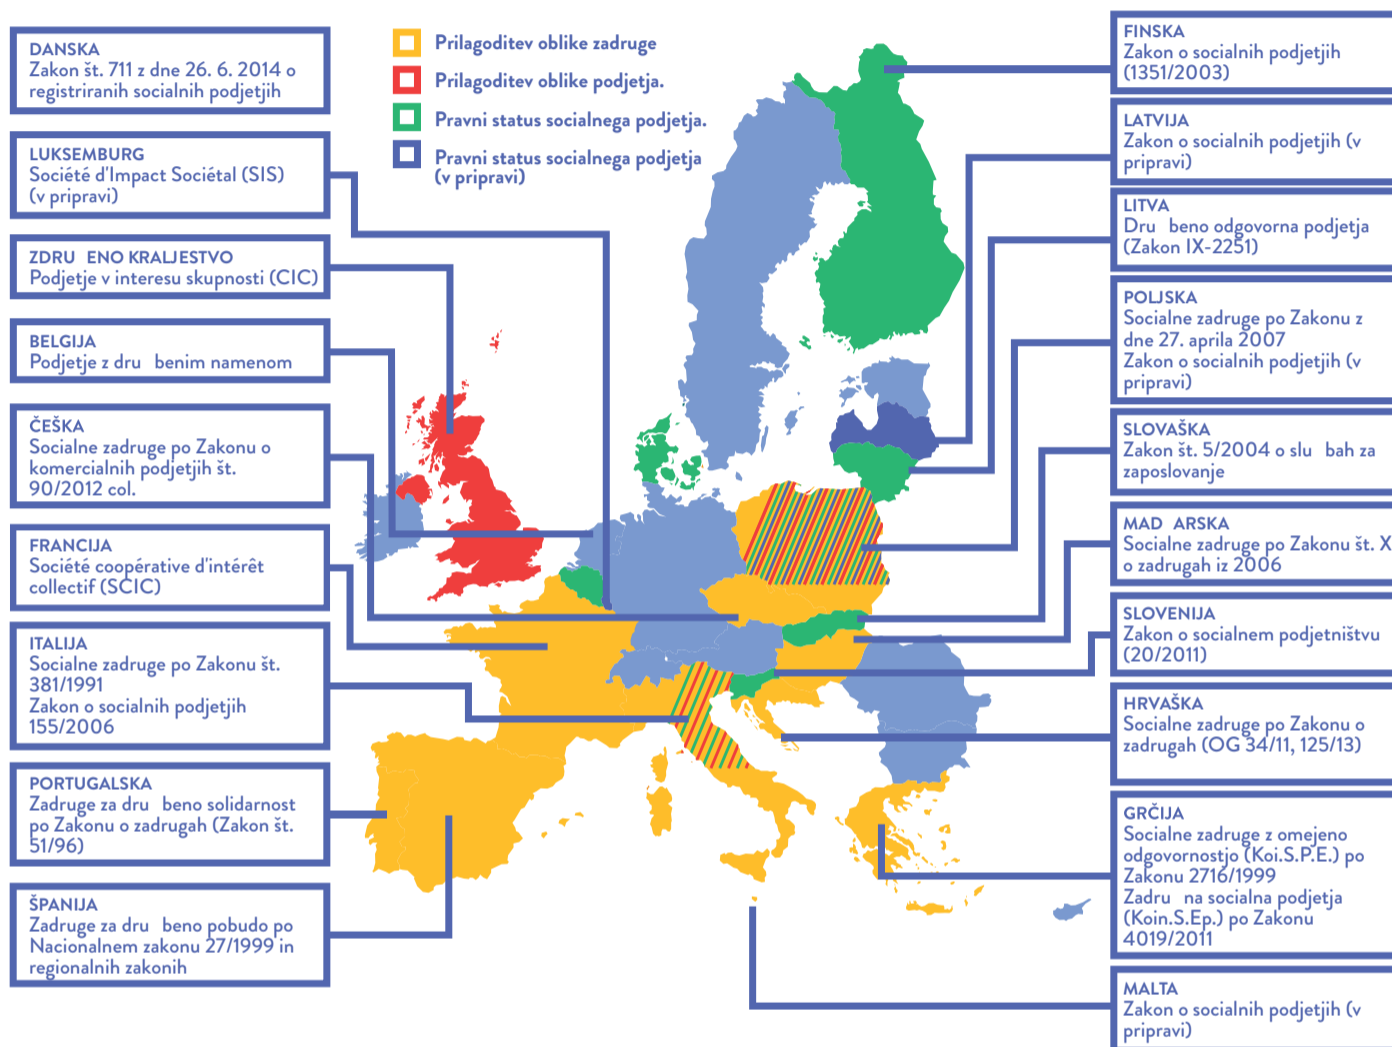 DANSKA
Zakon št. 711 z dne 26. 6. 2014 o
registriranih socialnih podjetjih
LUKSEMBURG
Société d'Impact Sociétal (SIS)
(v pripravi)
ZDRU ENO KRALJESTVO
Podjetje v interesu skupnosti (CIC)
BELGIJA
Podjetje z dru benim namenom
ČEŠKA
Socialne zadruge po Zakonu o
komercialnih podjetjih št.
90/2012 col.
FRANCIJA
Société coopérative d'intérêt
collectif (SCIC)
ITALIJA
Socialne zadruge po Zakonu št.
381/1991
Zakon o socialnih podjetjih
155/2006
PORTUGALSKA
Zadruge za dru beno solidarnost
po Zakonu o zadrugah (Zakon št.
51/96)
ŠPANIJA
Zadruge za dru beno pobudo po
Nacionalnem zakonu 27/1999 in
regionalnih zakonih
Prilagoditev oblike zadruge
Prilagoditev oblike podjetja.
Pravni status socialnega podjetja.
Pravni status socialnega podjetja
(v pripravi)
FINSKA
Zakon o socialnih podjetjih
(1351/2003)
LATVIJA
Zakon o socialnih podjetjih (v
pripravi)
LITVA
Dru beno odgovorna podjetja
(Zakon IX-2251)
POLJSKA
Socialne zadruge po Zakonu z
dne 27. aprila 2007
Zakon o socialnih podjetjih (v
pripravi)
SLOVAŠKA
Zakon št. 5/2004 o slu bah za
zaposlovanje
MAD ARSKA
Socialne zadruge po Zakonu št. X
o zadrugah iz 2006
SLOVENIJA
Zakon o socialnem podjetništvu
(20/2011)
HRVAŠKA
Socialne zadruge po Zakonu o
zadrugah (OG 34/11, 125/13)
GRČIJA
Socialne zadruge z omejeno
odgovornostjo (Koi.S.P.E.) po
Zakonu 2716/1999
Zadru na socialna podjetja
(Koin.S.Ep.) po Zakonu
4019/2011
MALTA
Zakon o socialnih podjetjih (v
pripravi)